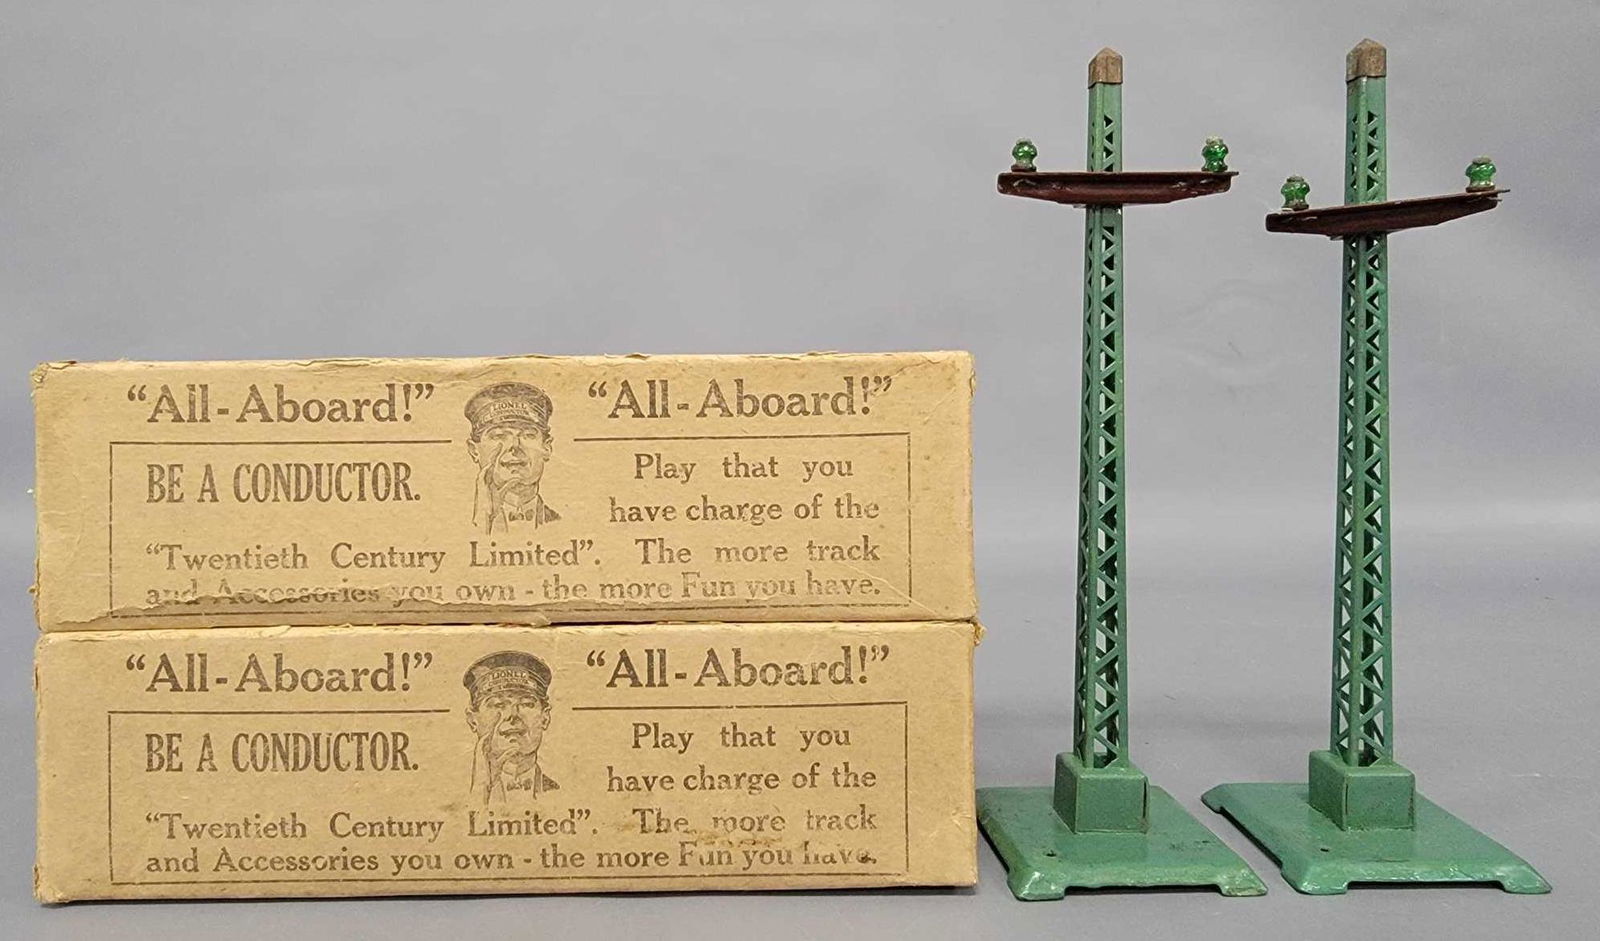 "All-Aboard!" "All-Aboard!"
LIONEL
BE A CONDUCTOR.
Play that you
have charge of the
"Twentieth Century Limited". The more track
and Accessories you own - the more Fun you have.
"All-Aboard!" "All-Aboard!"
LIONEL
BE A CONDUCTOR.
Play that you
have charge of the
"Twentieth Century Limited". The more track
and Accessories you own - the more Fun you have.